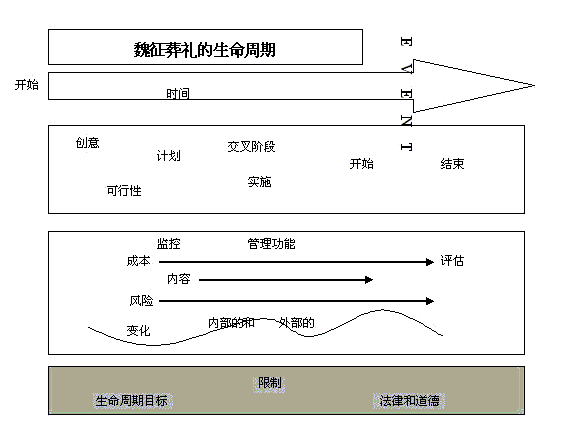 魏征葬礼的生命周期
EVENT
开始
时间
创意
计划
交叉阶段
开始
结束
可行性
实施
监控
管理功能
成本
评估
内容
风险
变化
内部的和
外部的
限制
生命周期目标
法律和道德